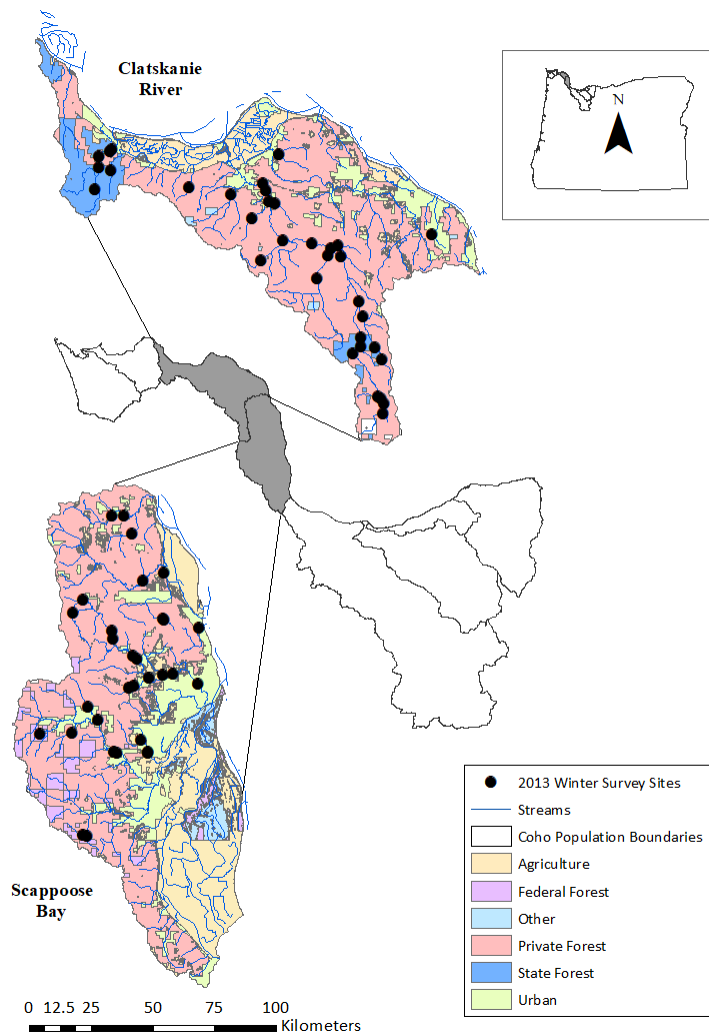 Clatskanie
River
N
Scappoose
Bay
2013 Winter Survey Sites
Streams
Coho Population Boundaries
Agriculture
Federal Forest
Other
Private Forest
State Forest
Urban
0 12.5 25 50 75 100
Kilometers